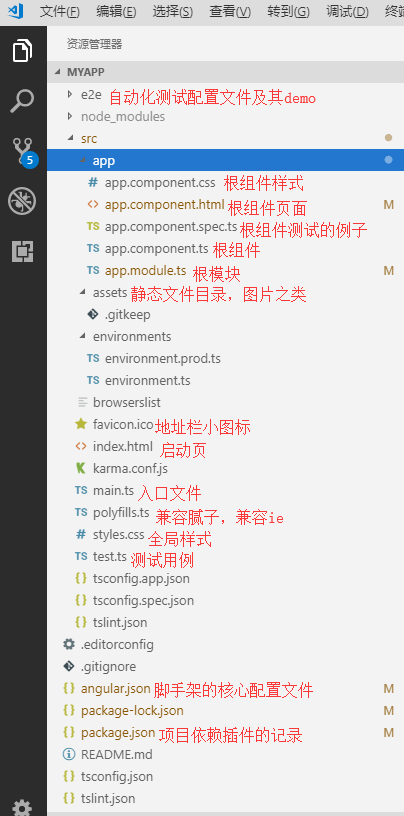 文件(F) 编辑(E) 选择(S) 查看(V) 转到(G) 调试(D)
资源管理器
MYAPP
e2e 自动化测试配置文件及其demo
node_modules
src
app
app.component.css 根组件样式
app.component.html 根组件页面 M
app.component.spec.ts 根组件测试的例子
TS app.component.ts 根组件
TS app.module.ts 根模块 M
assets 静态文件目录，图片之类
.gitkeep
environments
TS environment.prod.ts
TS environment.ts
browserslist
favicon.ico 地址栏小图标
index.html 启动页
karma.conf.js
TS main.ts 入口文件
TS polyfills.ts 兼容腻子，兼容ie
# styles.css 全局样式
TS test.ts 测试用例
{ } tsconfig.app.json
{ } tsconfig.spec.json
{ } tslint.json
.editorconfig
.gitignore
{ } angular.json 脚手架的核心配置文件 M
{ } package-lock.json M
{ } package.json 项目依赖插件的记录 M
README.md
{ } tsconfig.json
{ } tslint.json
5